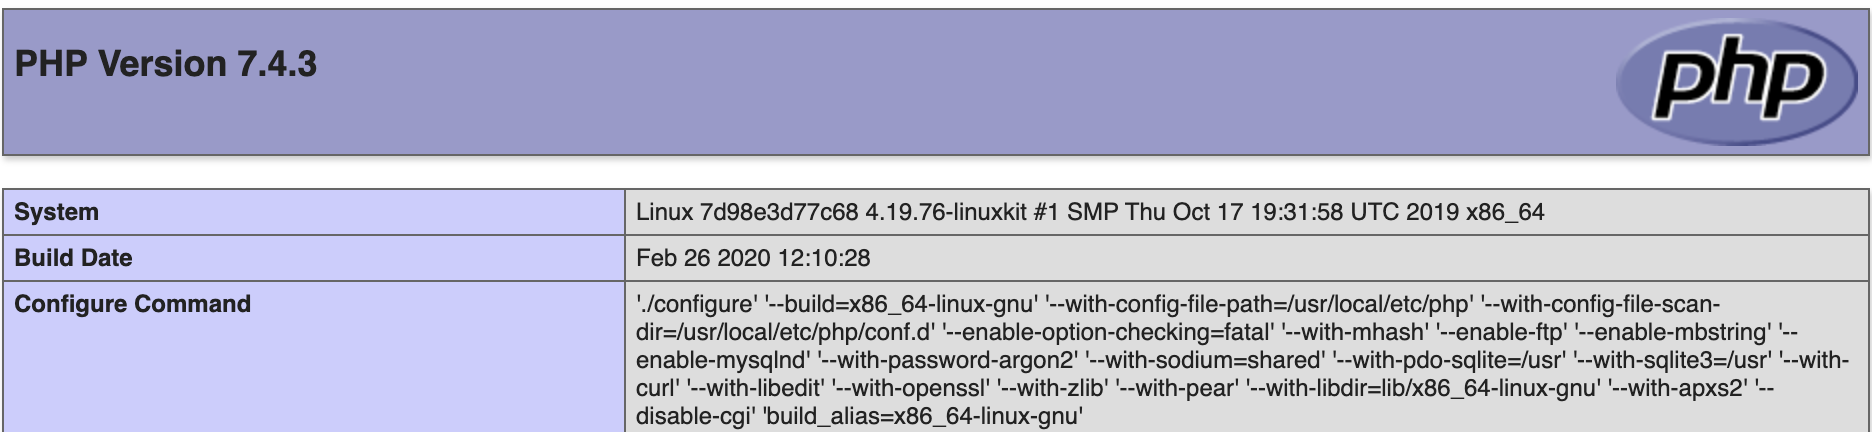 PHP Version 7.4.3
php
System
Linux 7d98e3d77c68 4.19.76-linuxkit #1 SMP Thu Oct 17 19:31:58 UTC 2019 x86_64
Build Date
Feb 26 2020 12:10:28
Configure Command
'./configure' '--build=x86_64-linux-gnu' '--with-config-file-path=/usr/local/etc/php' '--with-config-file-scan-
dir=/usr/local/etc/php/conf.d' '--enable-option-checking=fatal' '--with-mhash' '--enable-ftp' '--enable-mbstring' '--
enable-mysqlnd' '--with-password-argon2' '--with-sodium=shared' '--with-pdo-sqlite=/usr' '--with-sqlite3=/usr' '--with-
curl' '--with-libedit' '--with-openssl' '--with-zlib' '--with-pear' '--with-libdir=lib/x86_64-linux-gnu' '--with-apxs2' '--
disable-cgi' 'build_alias=x86_64-linux-gnu'